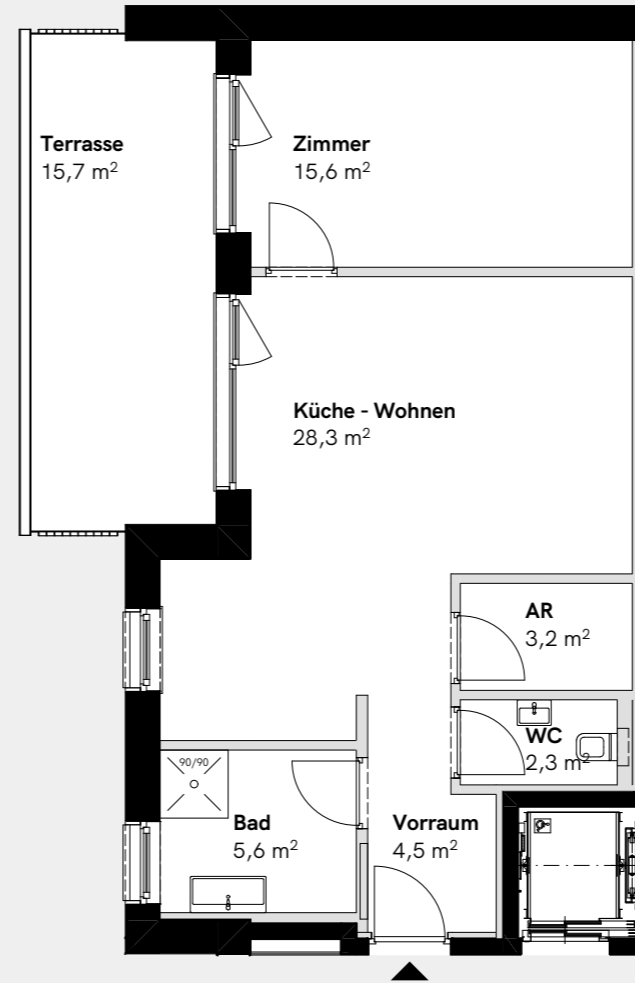 Terrasse
15,7 m²
Zimmer
15,6 m²
Küche - Wohnen
28,3 m²
AR
3,2 m²
WC
2,3 m²
90/90
Bad
5,6 m²
Vorraum
4,5 m²